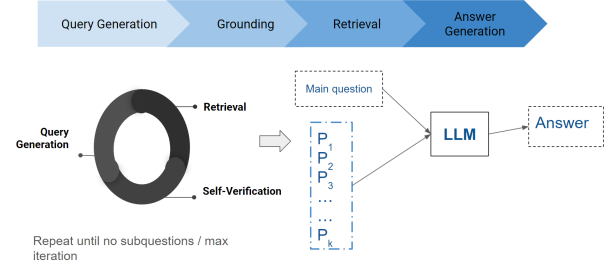 Query Generation
Grounding
Retrieval
Answer
Generation
Retrieval
Query
Generation
Self-Verification
Repeat until no subquestions / max
iteration
Main question
P1
P2
P3
...
...
Pk
LLM
Answer